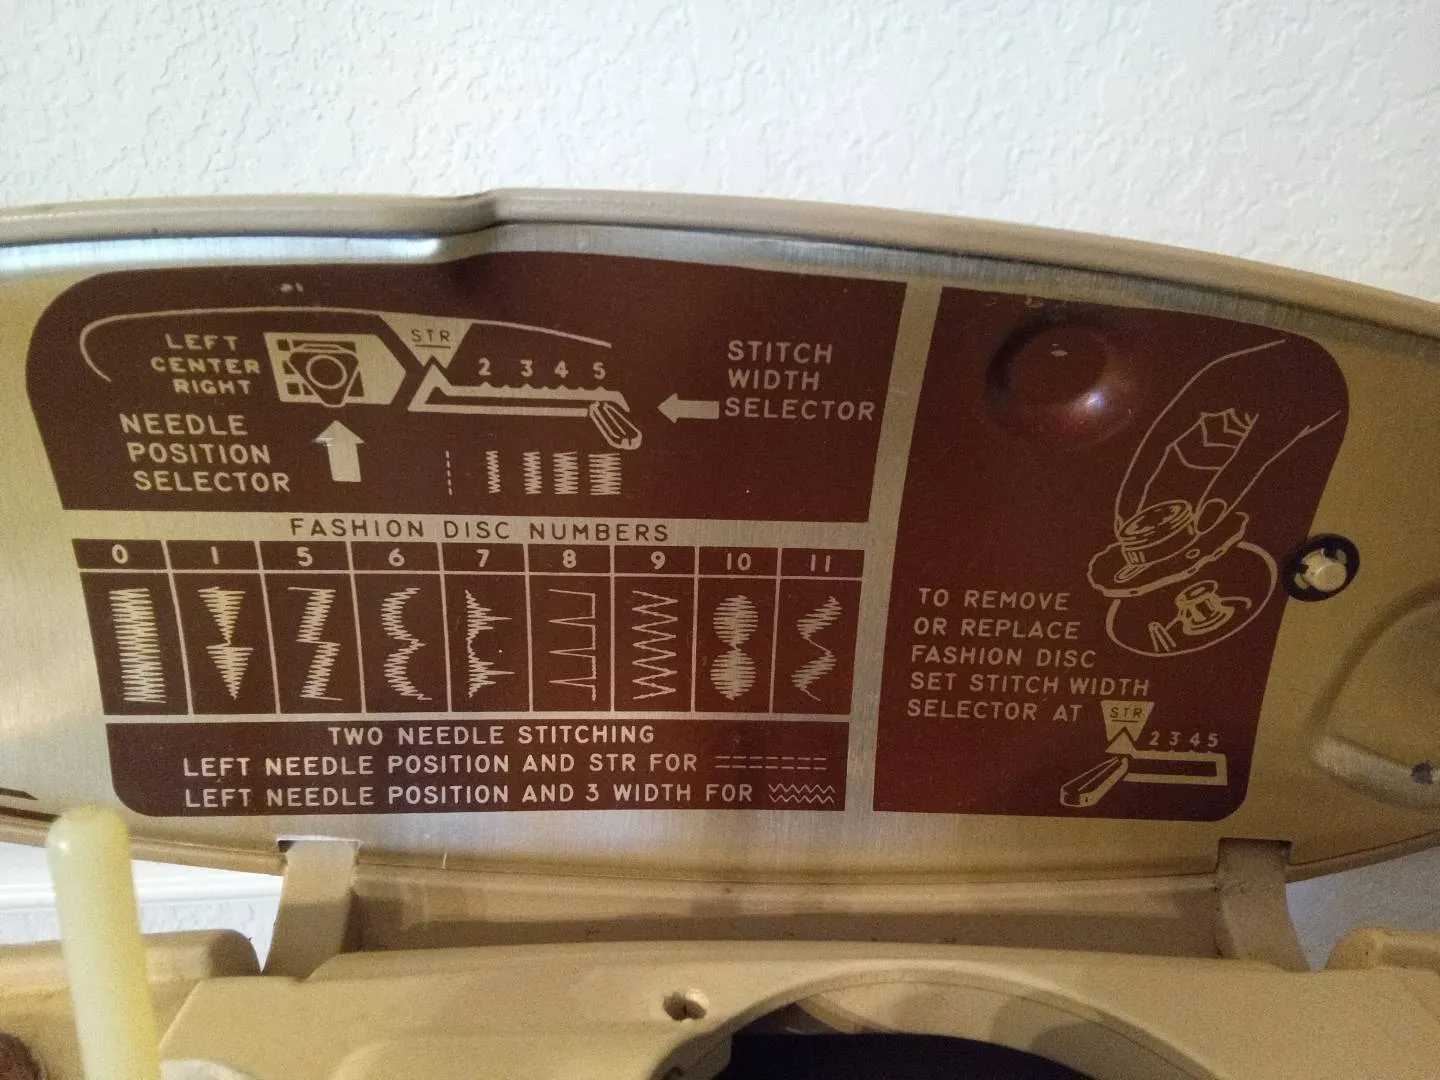 LEFT
CENTER
RIGHT
STR
2 3 4 5
NEEDLE
POSITION
SELECTOR
STITCH
WIDTH
SELECTOR
FASHION DISC NUMBERS
0 1 5 6 7 8 9 10 11
TWO NEEDLE STITCHING
LEFT NEEDLE POSITION AND STR FOR
LEFT NEEDLE POSITION AND 3 WIDTH FOR
TO REMOVE
OR REPLACE
FASHION DISC
SET STITCH WIDTH
SELECTOR AT STR
2 3 4 5